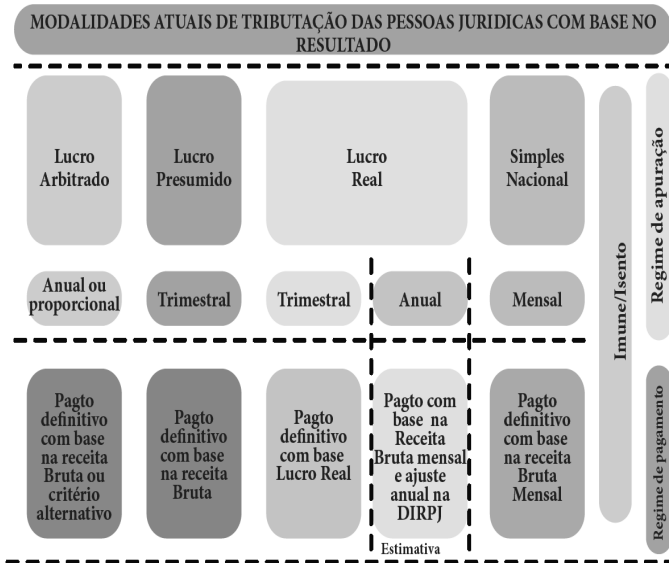 MODALIDADES ATUAIS DE TRIBUTAÇÃO DAS PESSOAS JURIDICAS COM BASE NO
RESULTADO
Lucro
Arbitrado
Lucro
Presumido
Lucro
Real
Simples
Nacional
Anual ou
proporcional
Trimestral
Trimestral
Anual
Mensal
Pagto
definitivo
com base
na receita
Bruta ou
critério
alternativo
Pagto
definitivo
com base
na receita
Bruta
Pagto
definitivo
com base
Lucro Real
Pagto com
base na
Receita
Bruta mensal
e ajuste
anual na
DIRPJ
Estimativa
Pagto
definitivo
com base
na receita
Bruta
Mensal
Imune/Isento
Regime de apuração
Regime de pagamento